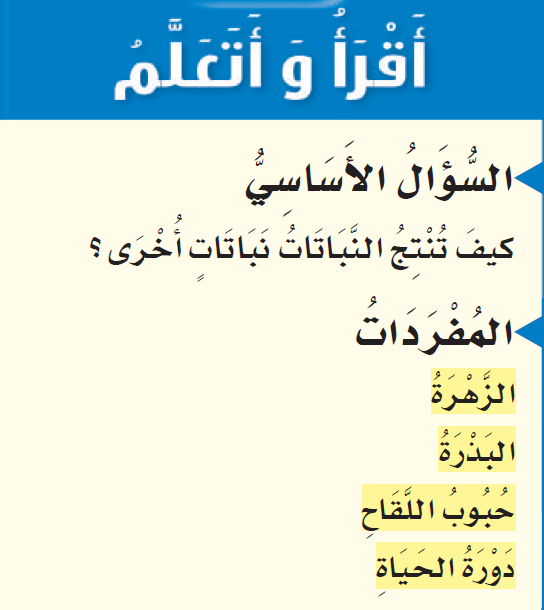 أَقْرَأُ وَ أَتَعَلَّمُ
السُّؤَالُ الأَسَاسِيُّ
كيفَ تُنْتِجُ النَّبَاتَاتُ نَبَاتَاتٍ أُخْرَى ؟
المُفْرَدَاتُ
الزَّهْرَةُ
البَذْرَةُ
حُبُوبُ اللَّقَاحِ
دَوْرَةُ الحَيَاةِ